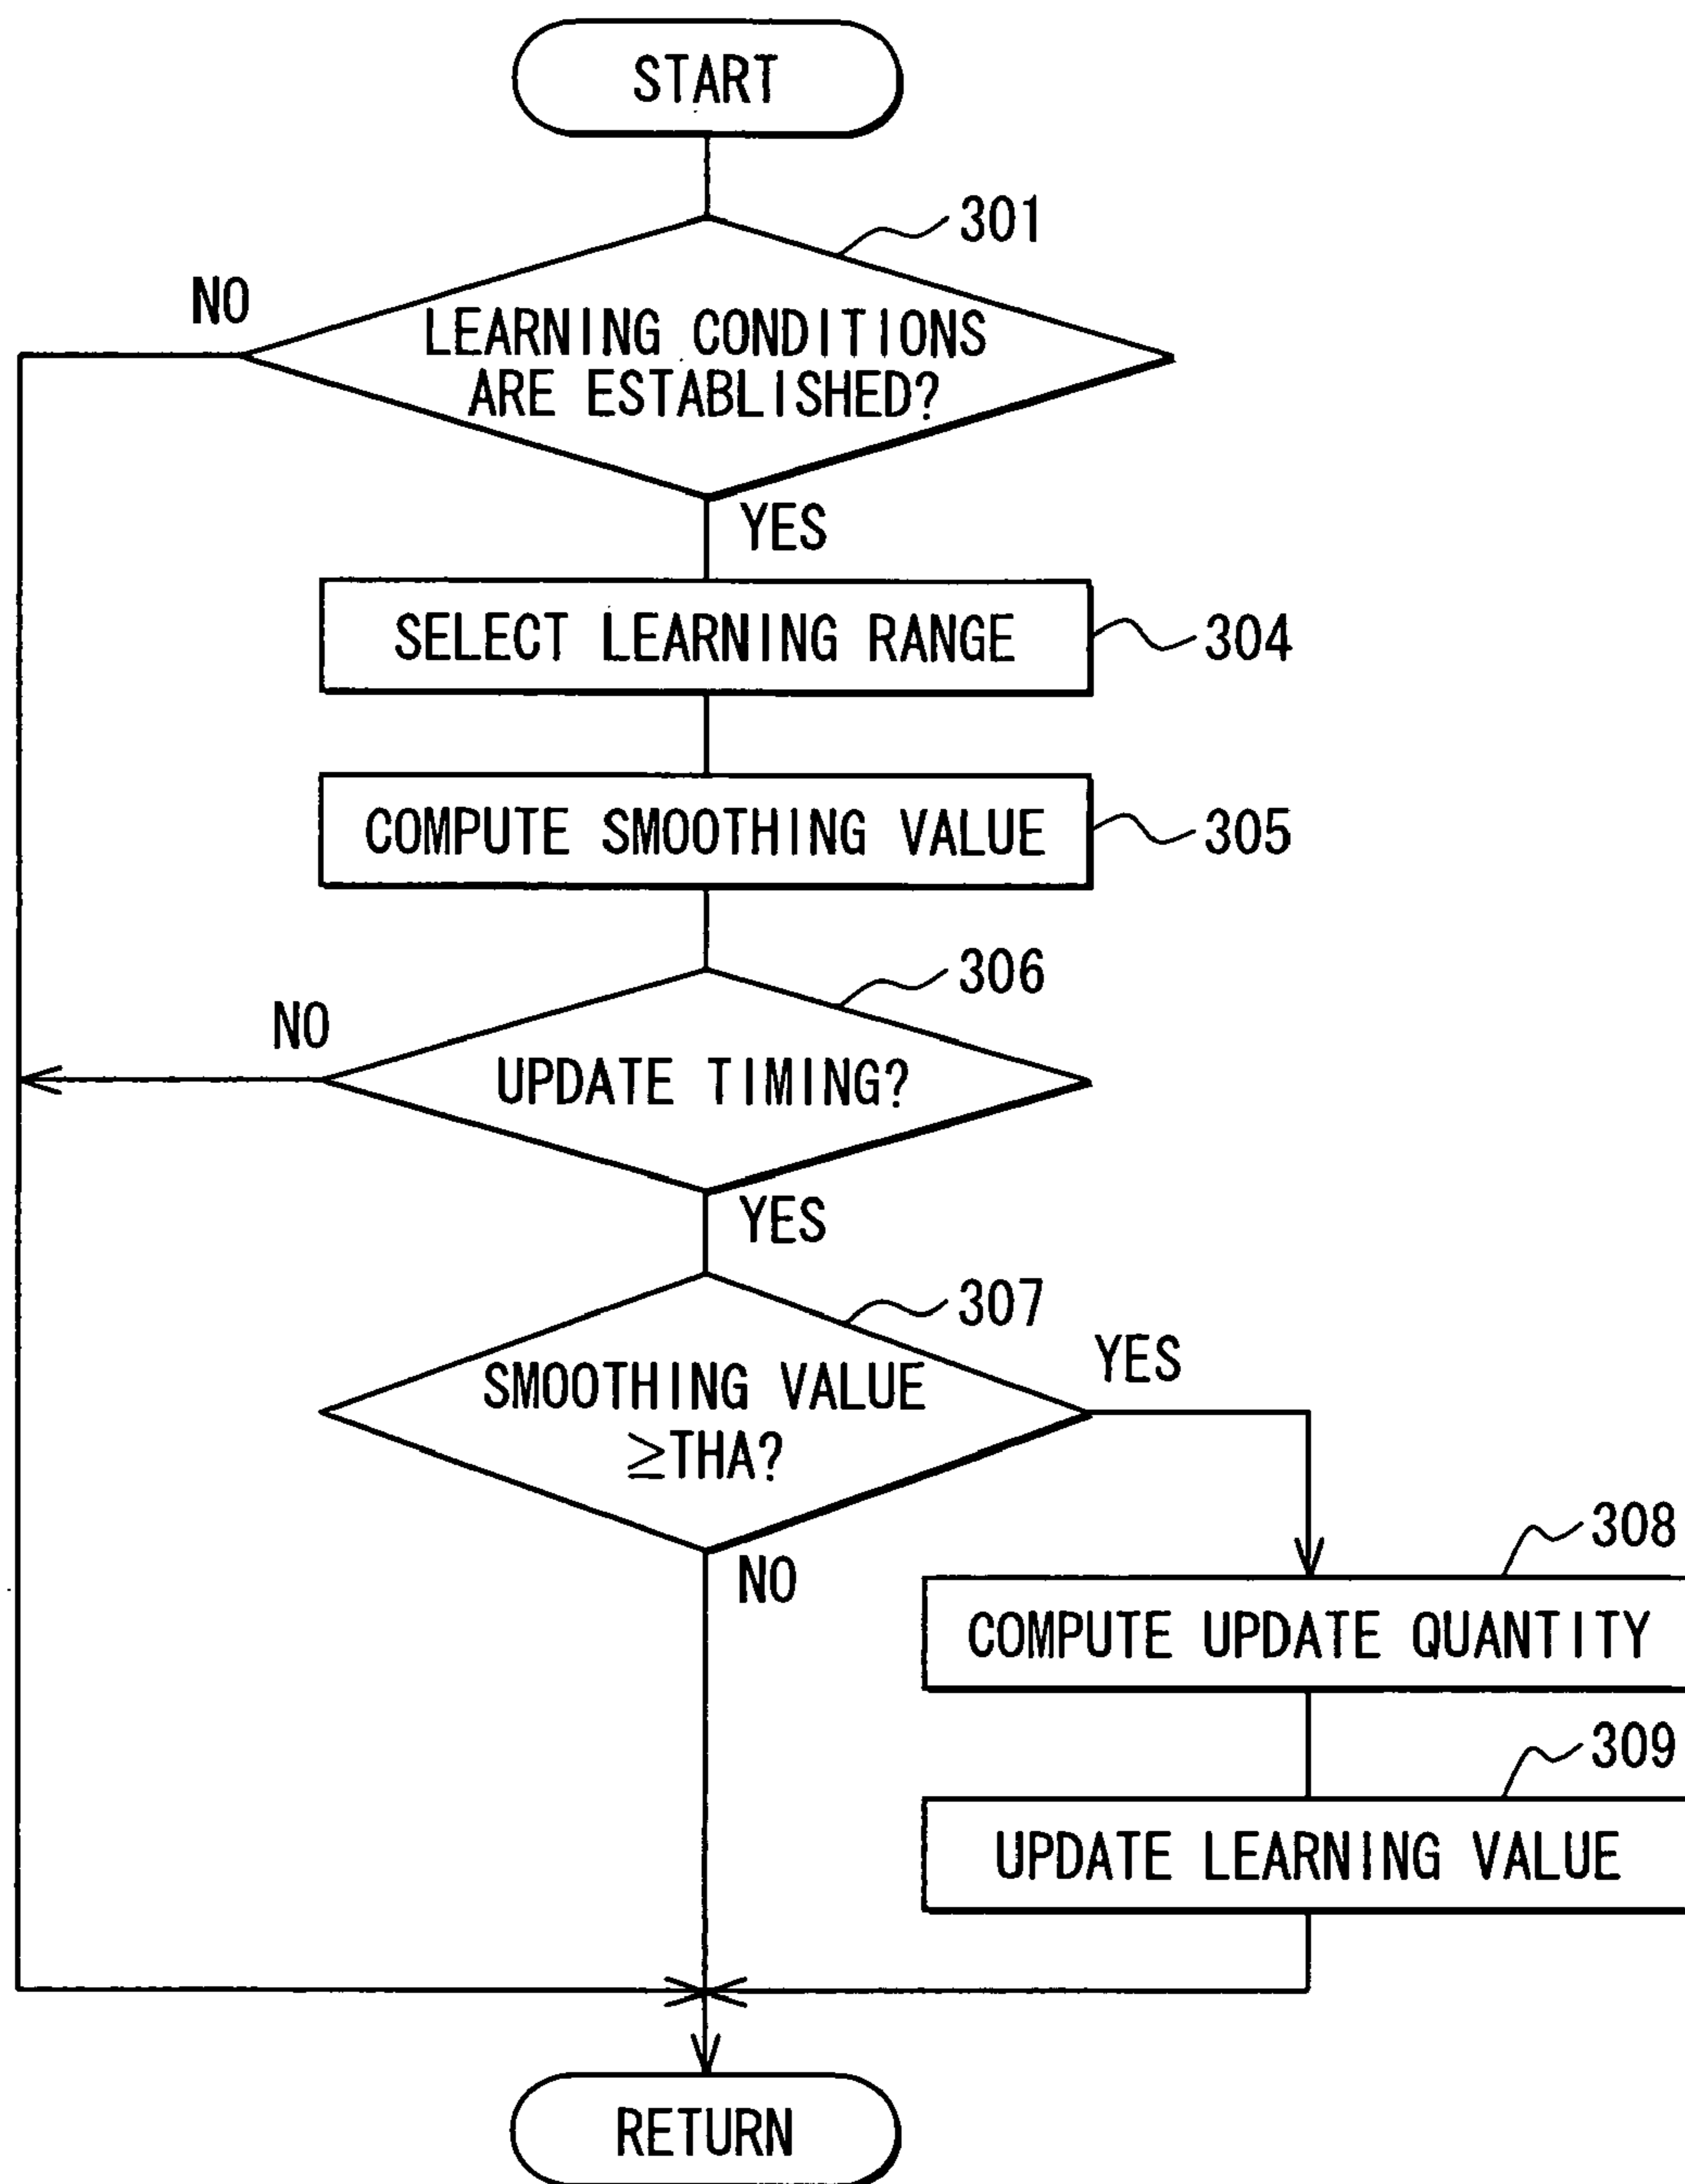 START
301
NO
LEARNING CONDITIONS
ARE ESTABLISHED?
YES
SELECT LEARNING RANGE
304
COMPUTE SMOOTHING VALUE
305
306
NO
UPDATE TIMING?
YES
307
YES
SMOOTHING VALUE
≧THA?
NO
308
COMPUTE UPDATE QUANTITY
309
UPDATE LEARNING VALUE
RETURN